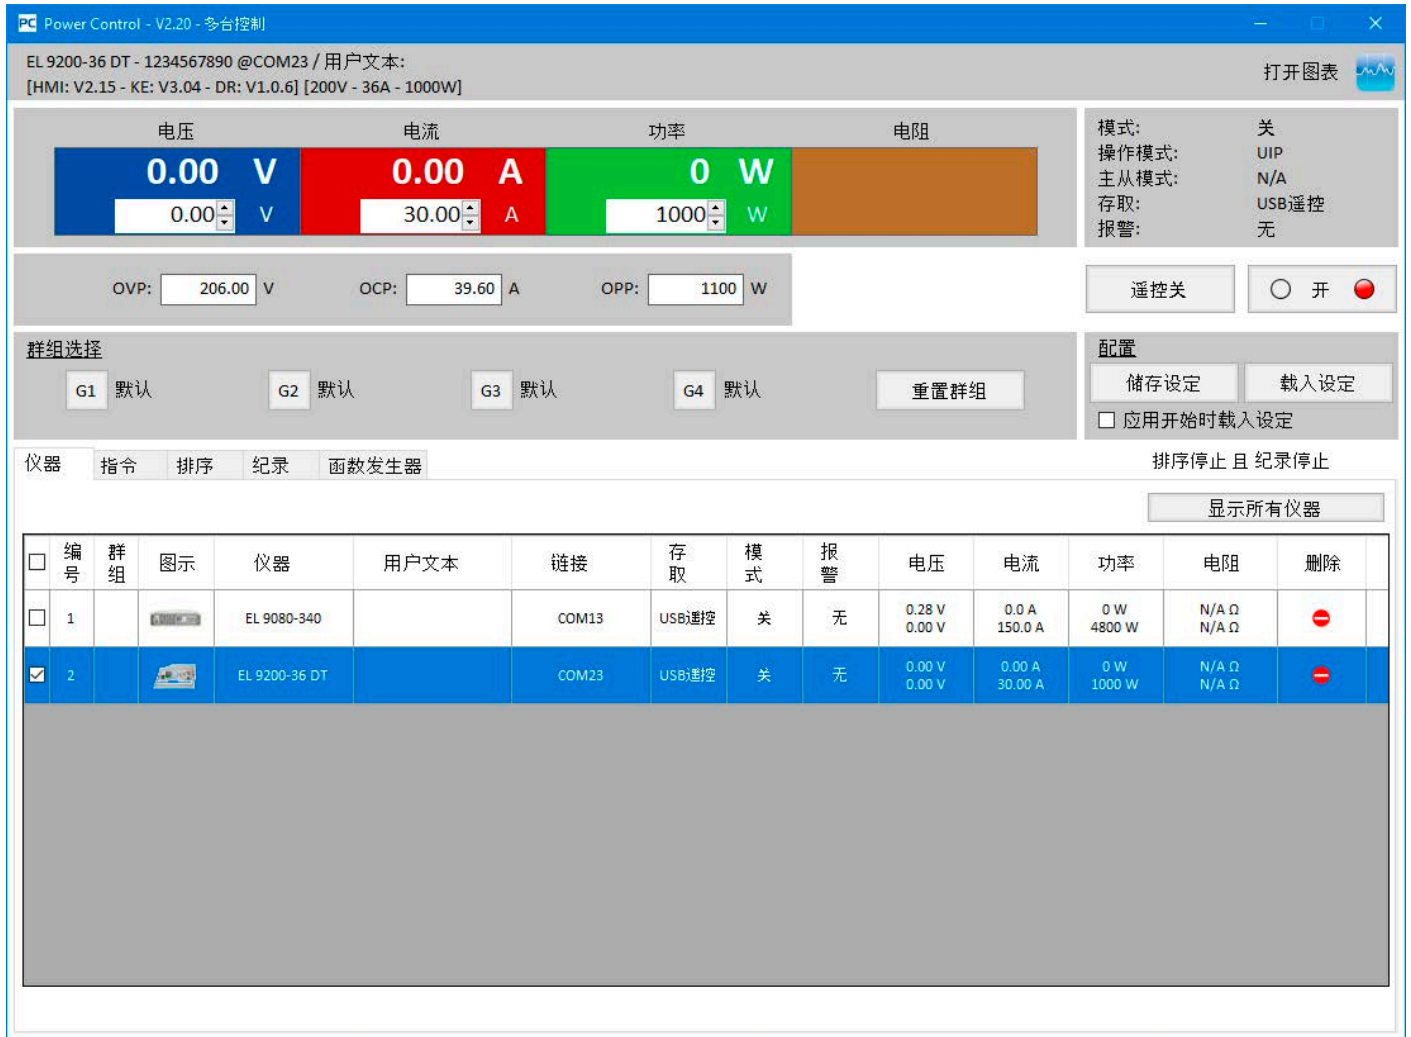 PC Power Control - V2.20 - 多台控制
EL 9200-36 DT - 1234567890 @COM23 / 用户文本:
[HMI: V2.15 - KE: V3.04 - DR: V1.0.6] [200V - 36A - 1000W]
打开图表
电压 电流 功率 电阻
0.00 V 0.00 A 0 W
0.00 V 30.00 A 1000 W
模式: 关
操作模式: UIP
主从模式: N/A
存取: USB遥控
报警: 无
OVP: 206.00 V OCP: 39.60 A OPP: 1100 W
遥控关 开
群组选择
G1 默认 G2 默认 G3 默认 G4 默认 重置群组
配置
储存设定 载入设定
应用开始时载入设定
仪器 指令 排序 纪录 函数发生器
排序停止 且 纪录停止
显示所有仪器
编号 群组 图示 仪器 用户文本 链接 存取 模式 报警 电压 电流 功率 电阻 删除
1 EL 9080-340 COM13 USB遥控 关 无 0.28 V 0.0 A 0 W N/A Ω
0.00 V 150.0 A 4800 W N/A Ω
2 EL 9200-36 DT COM23 USB遥控 关 无 0.00 V 0.00 A 0 W N/A Ω
0.00 V 30.00 A 1000 W N/A Ω